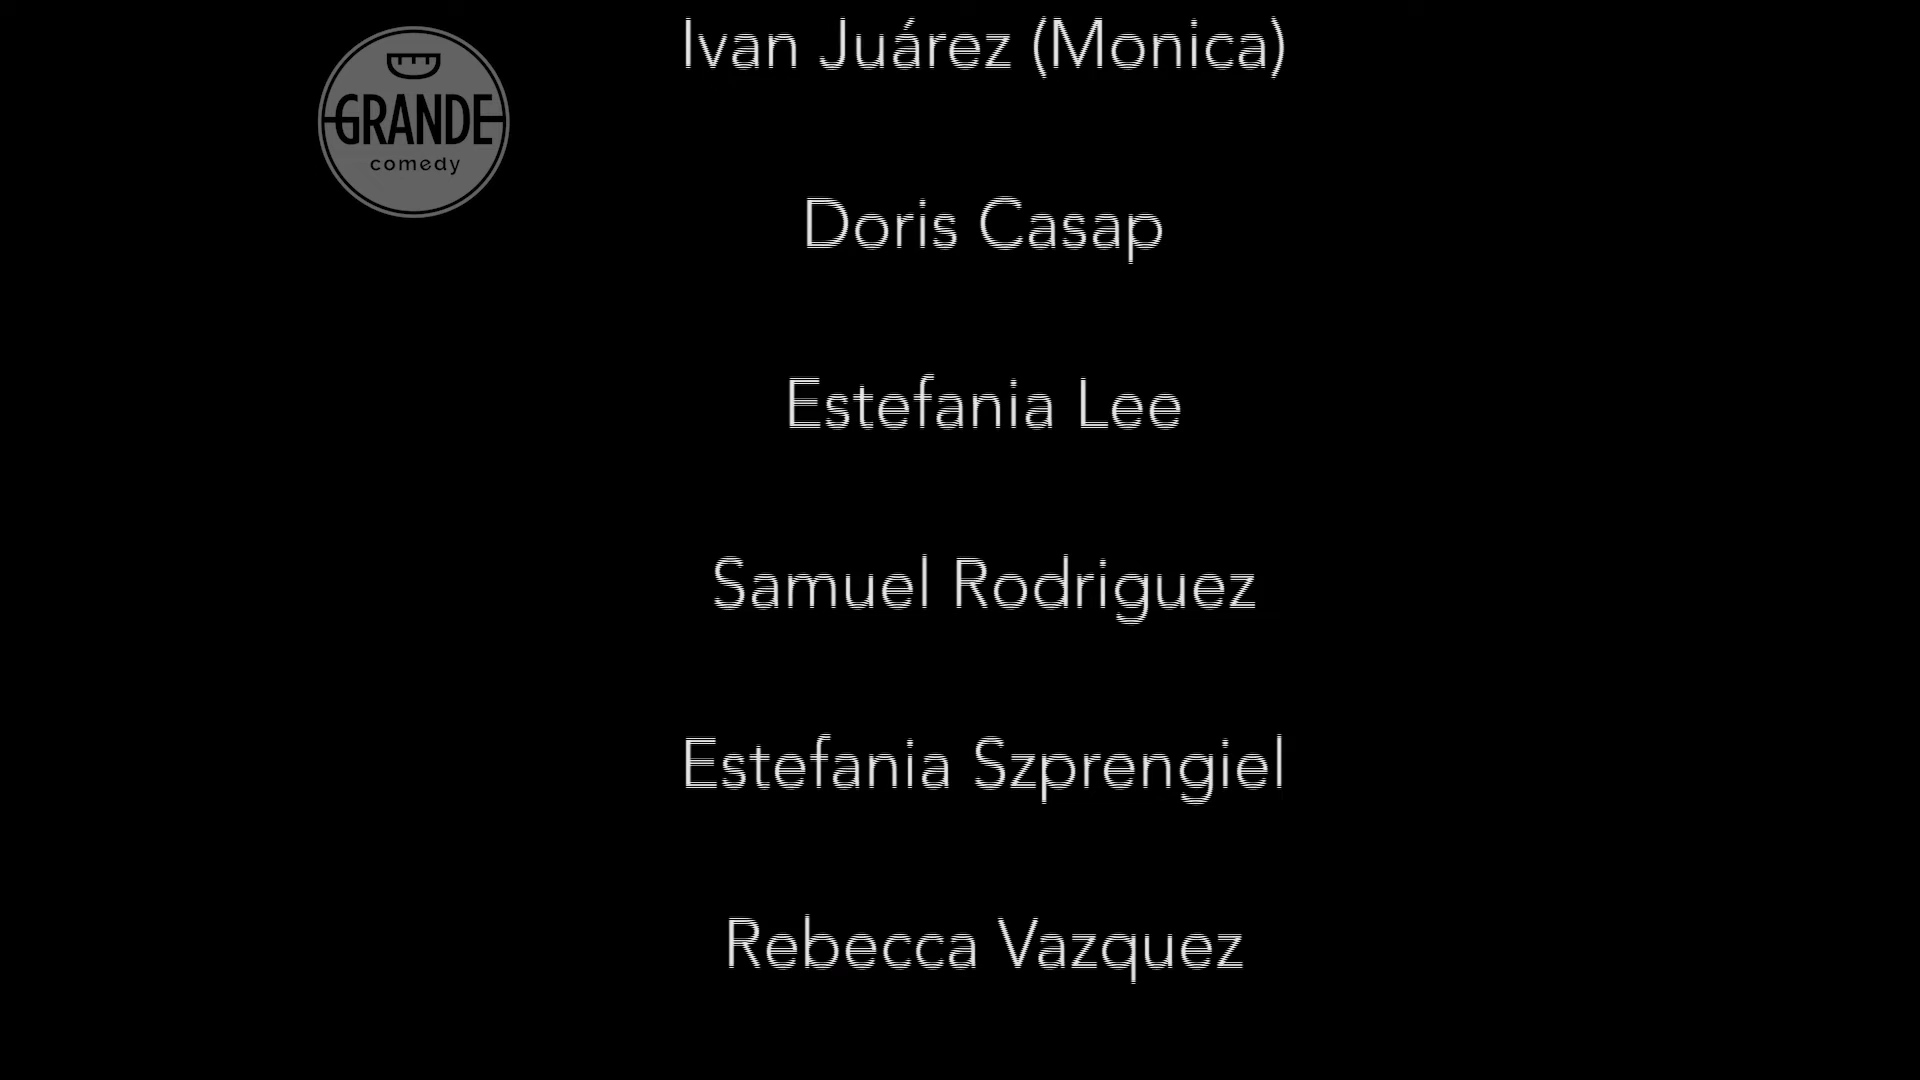 GRANDE
comedy
Ivan Juárez (Monica)
Doris Casap
Estefania Lee
Samuel Rodriguez
Estefania Szprengiel
Rebecca Vazquez